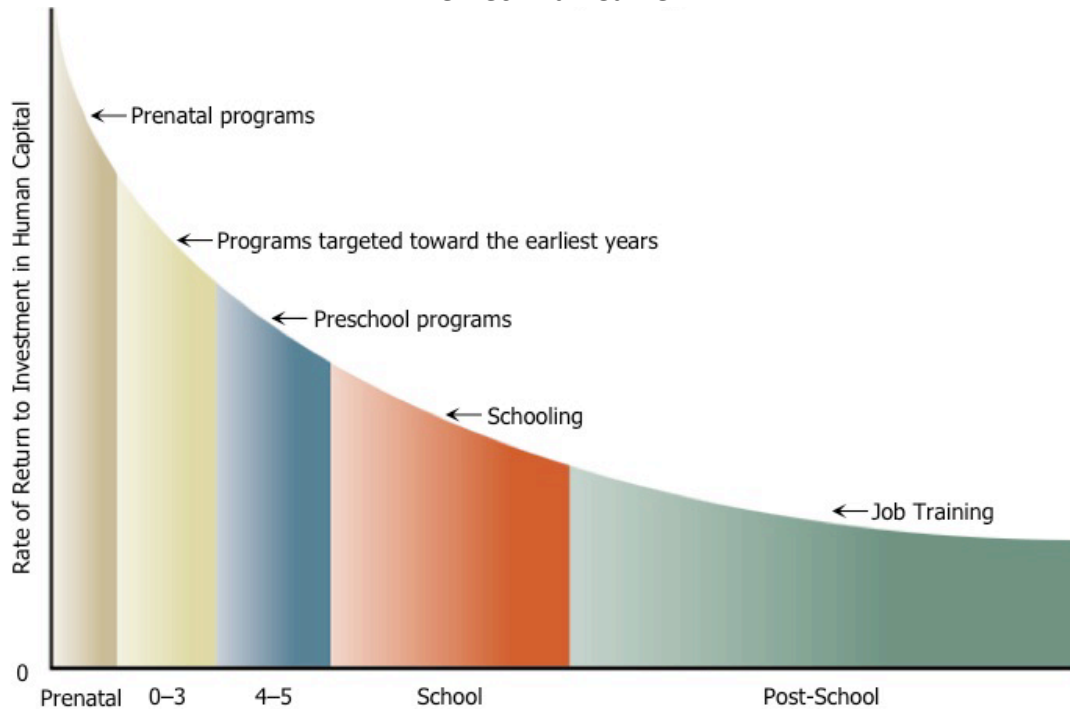 Rate of Return to Investment in Human Capital
Prenatal programs
Programs targeted toward the earliest years
Preschool programs
Schooling
Job Training
0
Prenatal
0–3
4–5
School
Post-School